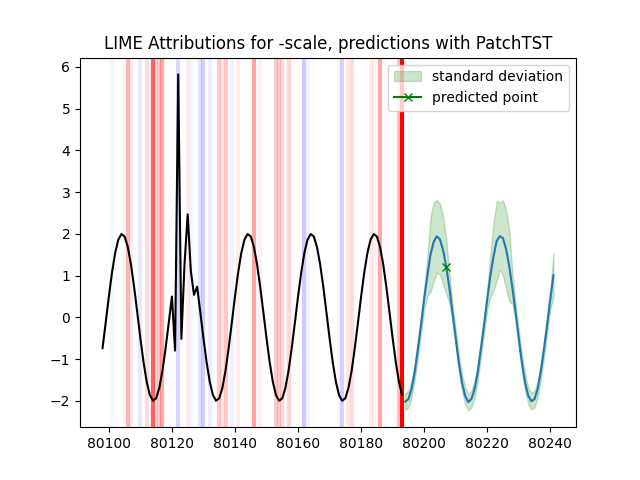 LIME Attributions for -scale, predictions with PatchTST
standard deviation
predicted point
6
5
4
3
2
1
0
−1
−2
80100 80120 80140 80160 80180 80200 80220 80240